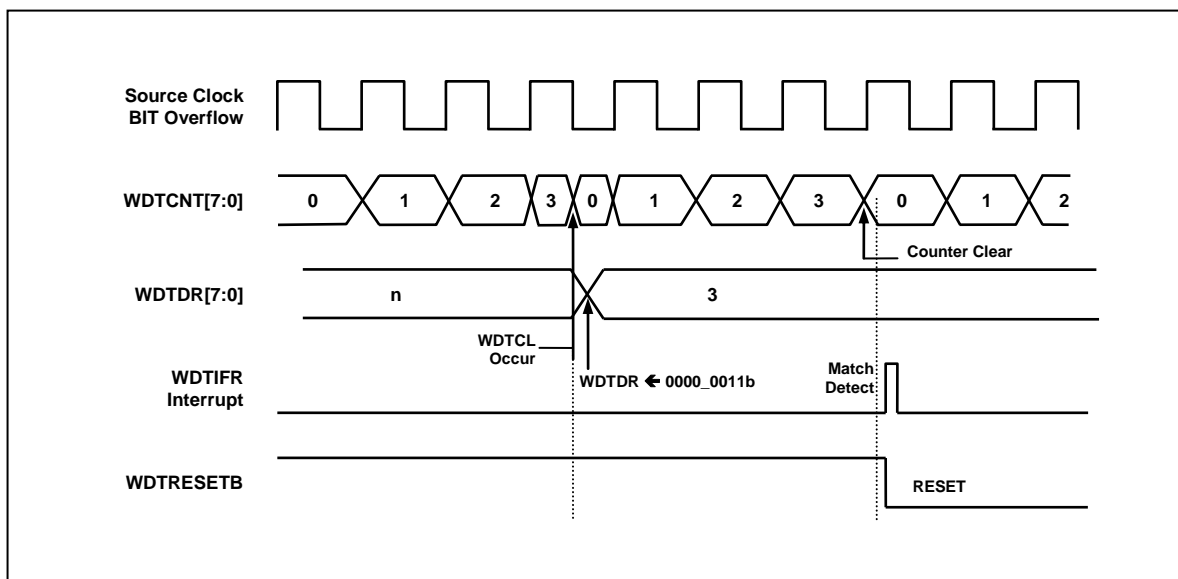 Source Clock
BIT Overflow
WDTCNT[7:0]
0 1 2 3 0 1 2 3 0 1 2
Counter Clear
WDTDR[7:0]
n 3
WDTCL
Occur
WDTDR ← 0000_0011b
Match
Detect
WDTIFR
Interrupt
WDTRESETB
RESET